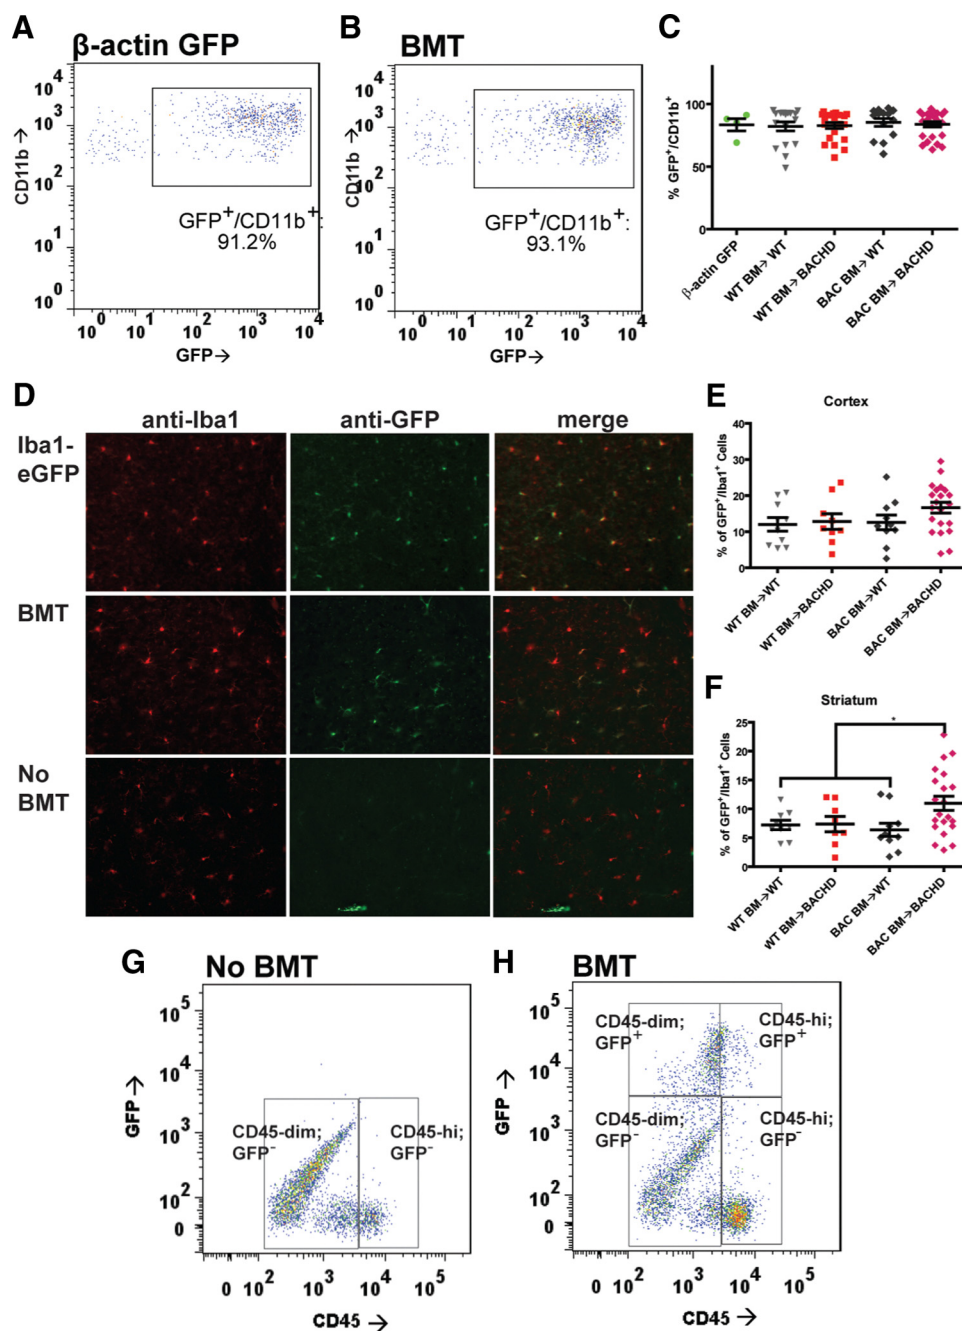 A
β-actin GFP
CD11b →
10^4
10^3
10^2
10^1
10^0
GFP^+/CD11b^+:
91.2%
10^0 10^1 10^2 10^3 10^4
GFP →
B
BMT
CD11b →
10^4
10^3
10^2
10^1
10^0
GFP^+/CD11b^+:
93.1%
10^0 10^1 10^2 10^3 10^4
GFP →
C
% GFP^+/CD11b^+
100
50
0
β-actin GFP
WT BM→ WT
WT BM→ BACHD
BAC BM→ WT
BAC BM→ BACHD
D
anti-Iba1 anti-GFP merge
Iba1-
eGFP
BMT
No
BMT
E
Cortex
% of GFP^+/Iba1^+ Cells
40
30
20
10
0
WT BM→WT
WT BM→BACHD
BAC BM→WT
BAC BM→BACHD
F
Striatum
% of GFP^+/Iba1^+ Cells
25
20
15
10
5
0
*
WT BM→WT
WT BM→BACHD
BAC BM→WT
BAC BM→BACHD
G
No BMT
GFP →
10^5
10^4
10^3
10^2
0
CD45-dim;
GFP^-
CD45-hi;
GFP^-
0 10^2 10^3 10^4 10^5
CD45 →
H
BMT
GFP →
10^5
10^4
10^3
10^2
0
CD45-dim;
GFP^+
CD45-hi;
GFP^+
CD45-dim;
GFP^-
CD45-hi;
GFP^-
0 10^2 10^3 10^4 10^5
CD45 →